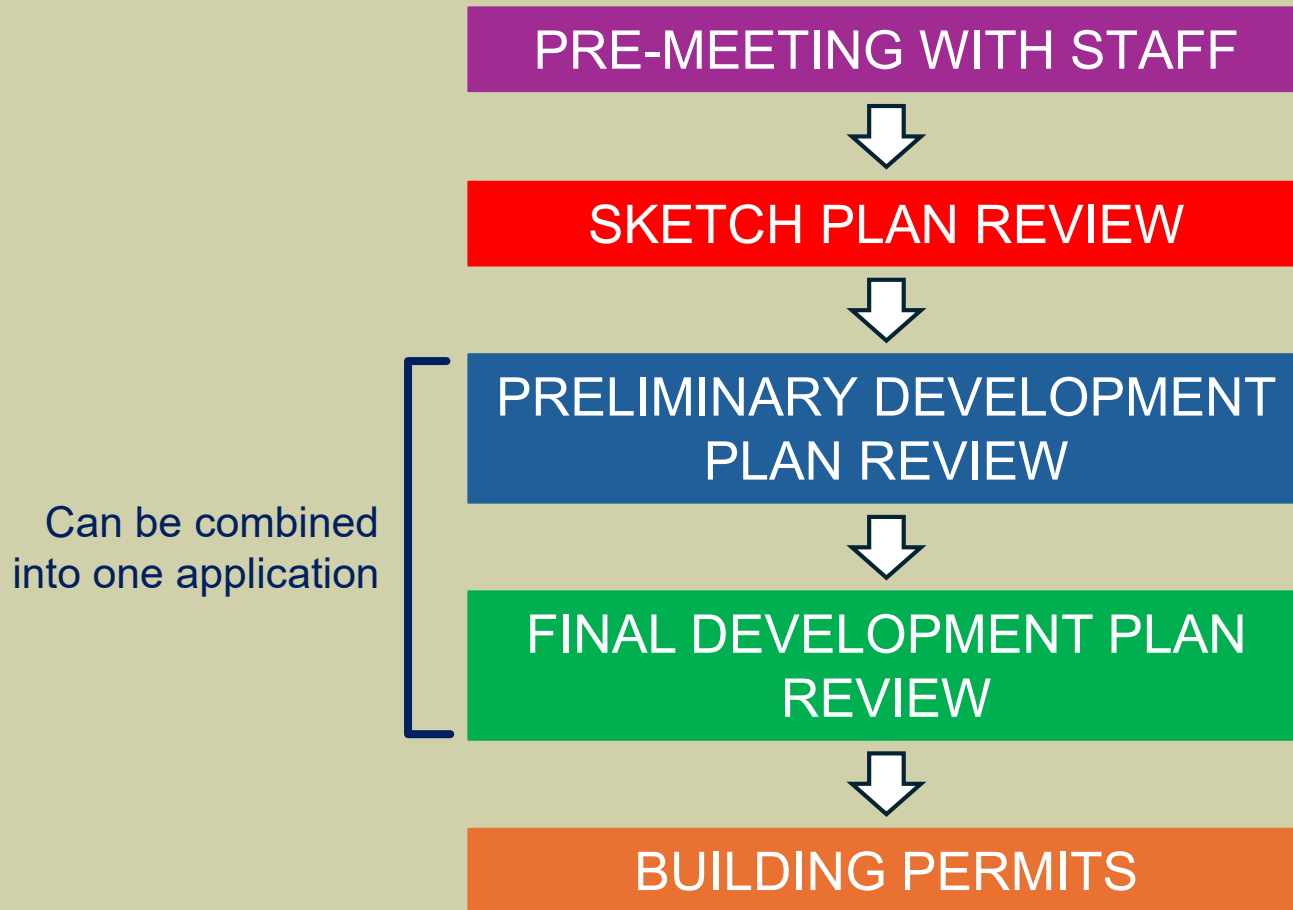 PRE-MEETING WITH STAFF
SKETCH PLAN REVIEW
PRELIMINARY DEVELOPMENT
PLAN REVIEW
Can be combined
into one application
FINAL DEVELOPMENT PLAN
REVIEW
BUILDING PERMITS